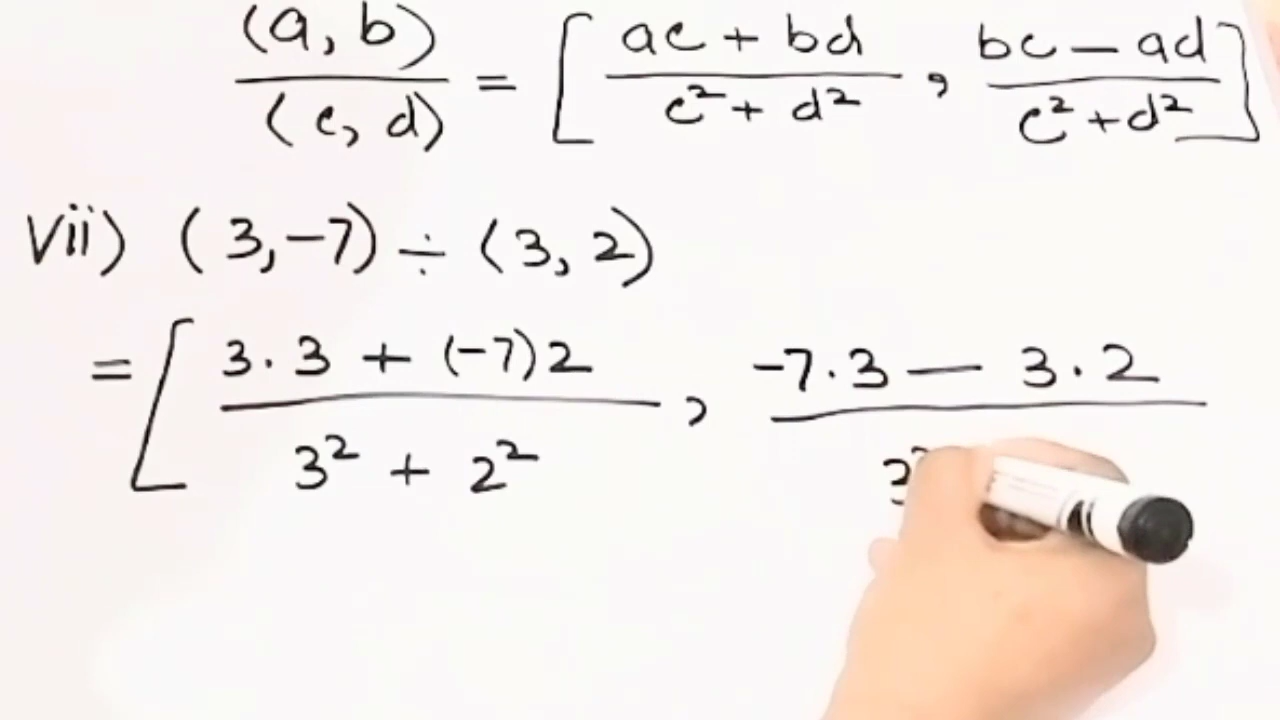 (a, b)/(c, d) = [ac + bd/c² + d², bc − ad/c² + d²]
vii) (3, −7) ÷ (3, 2)
= [3·3 + (−7)2/3² + 2², −7·3 − 3·2/